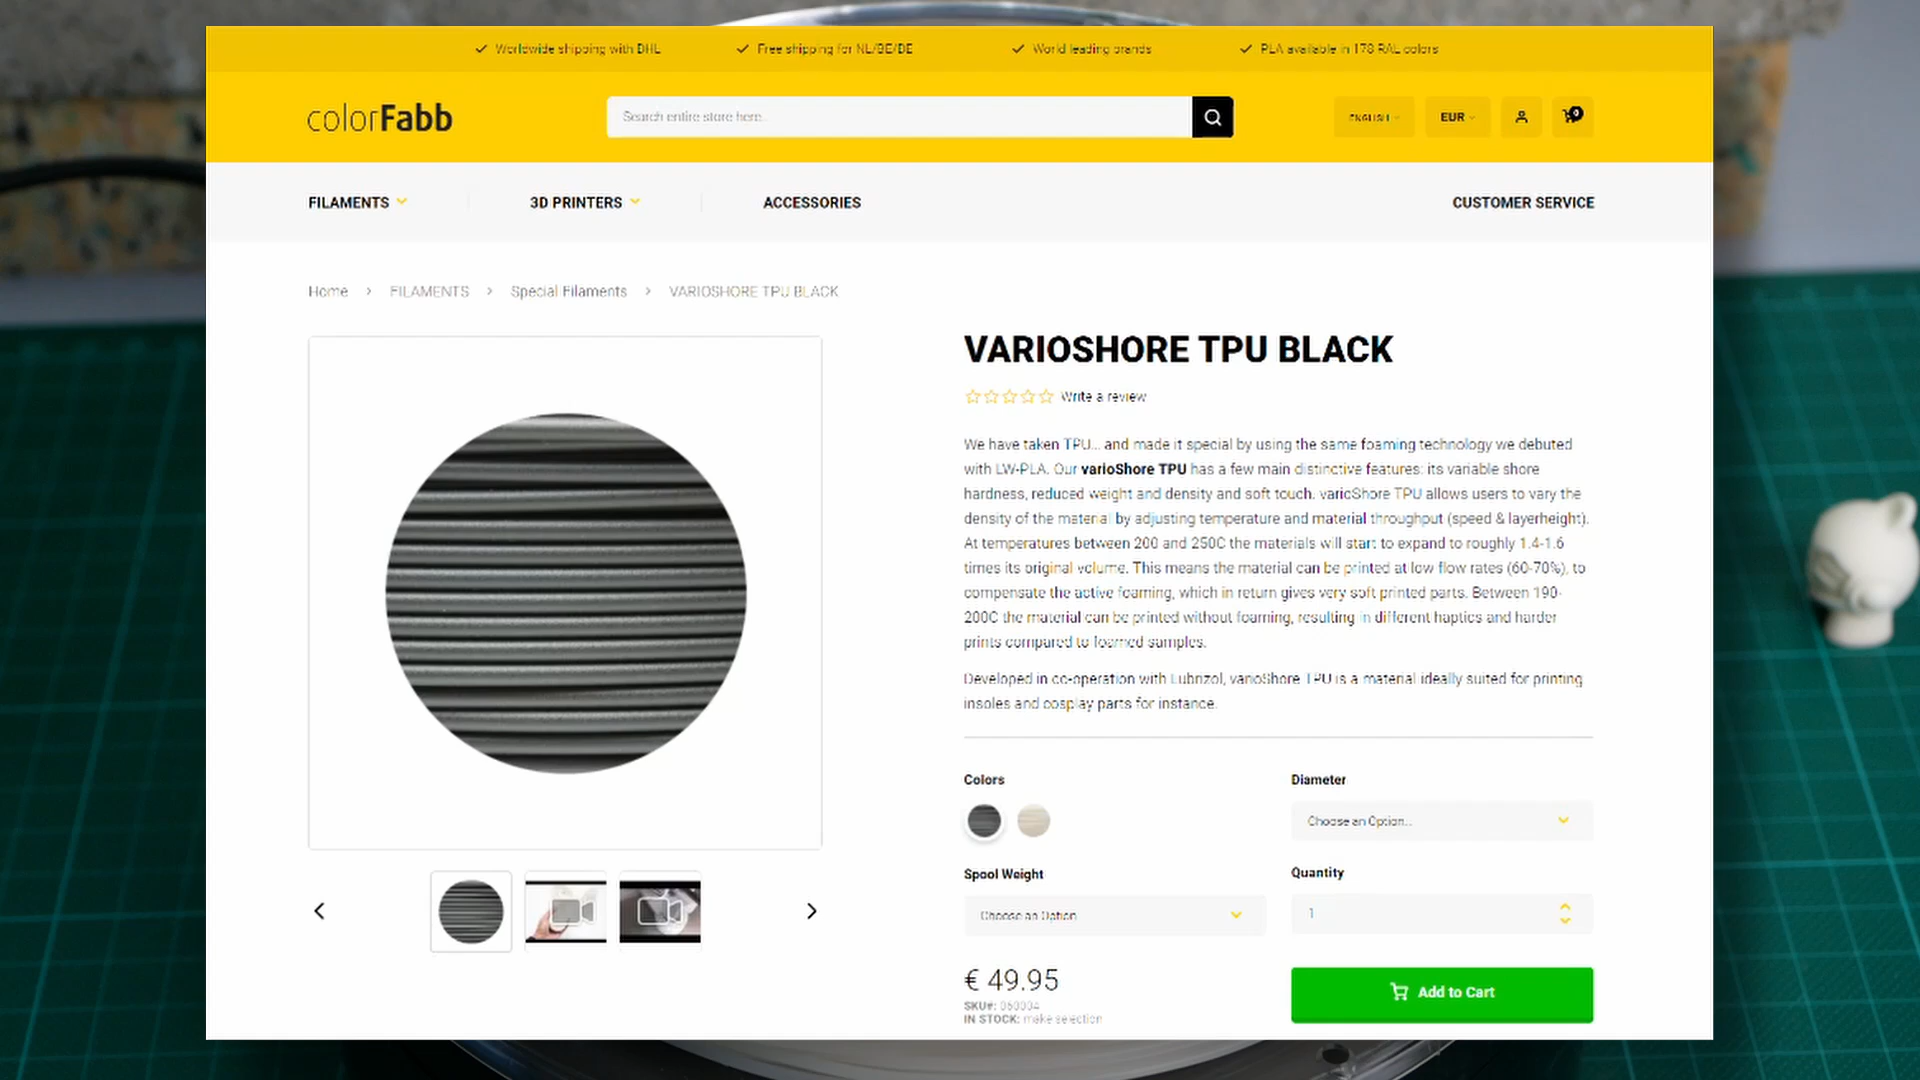 Worldwide shipping with DHL
Free shipping for NL/BE/DE
World leading brands
PLA available in 178 RAL colors
colorFabb
Search entire store here...
ENGLISH
EUR
0
FILAMENTS
3D PRINTERS
ACCESSORIES
CUSTOMER SERVICE
Home > FILAMENTS > Special Filaments > VARIOSHORE TPU BLACK
VARIOSHORE TPU BLACK
Write a review
We have taken TPU... and made it special by using the same foaming technology we debuted
with LW-PLA. Our varioShore TPU has a few main distinctive features: its variable shore
hardness, reduced weight and density and soft touch. varioShore TPU allows users to vary the
density of the material by adjusting temperature and material throughput (speed & layerheight).
At temperatures between 200 and 250C the materials will start to expand to roughly 1.4-1.6
times its original volume. This means the material can be printed at low flow rates (60-70%), to
compensate the active foaming, which in return gives very soft printed parts. Between 190-
200C the material can be printed without foaming, resulting in different haptics and harder
prints compared to foamed samples.
Developed in co-operation with Lubrizol, varioShore TPU is a material ideally suited for printing
insoles and cosplay parts for instance.
Colors
Diameter
Choose an Option...
Spool Weight
Choose an Option
Quantity
1
€ 49.95
SKU#: 060004
IN STOCK: make selection
Add to Cart